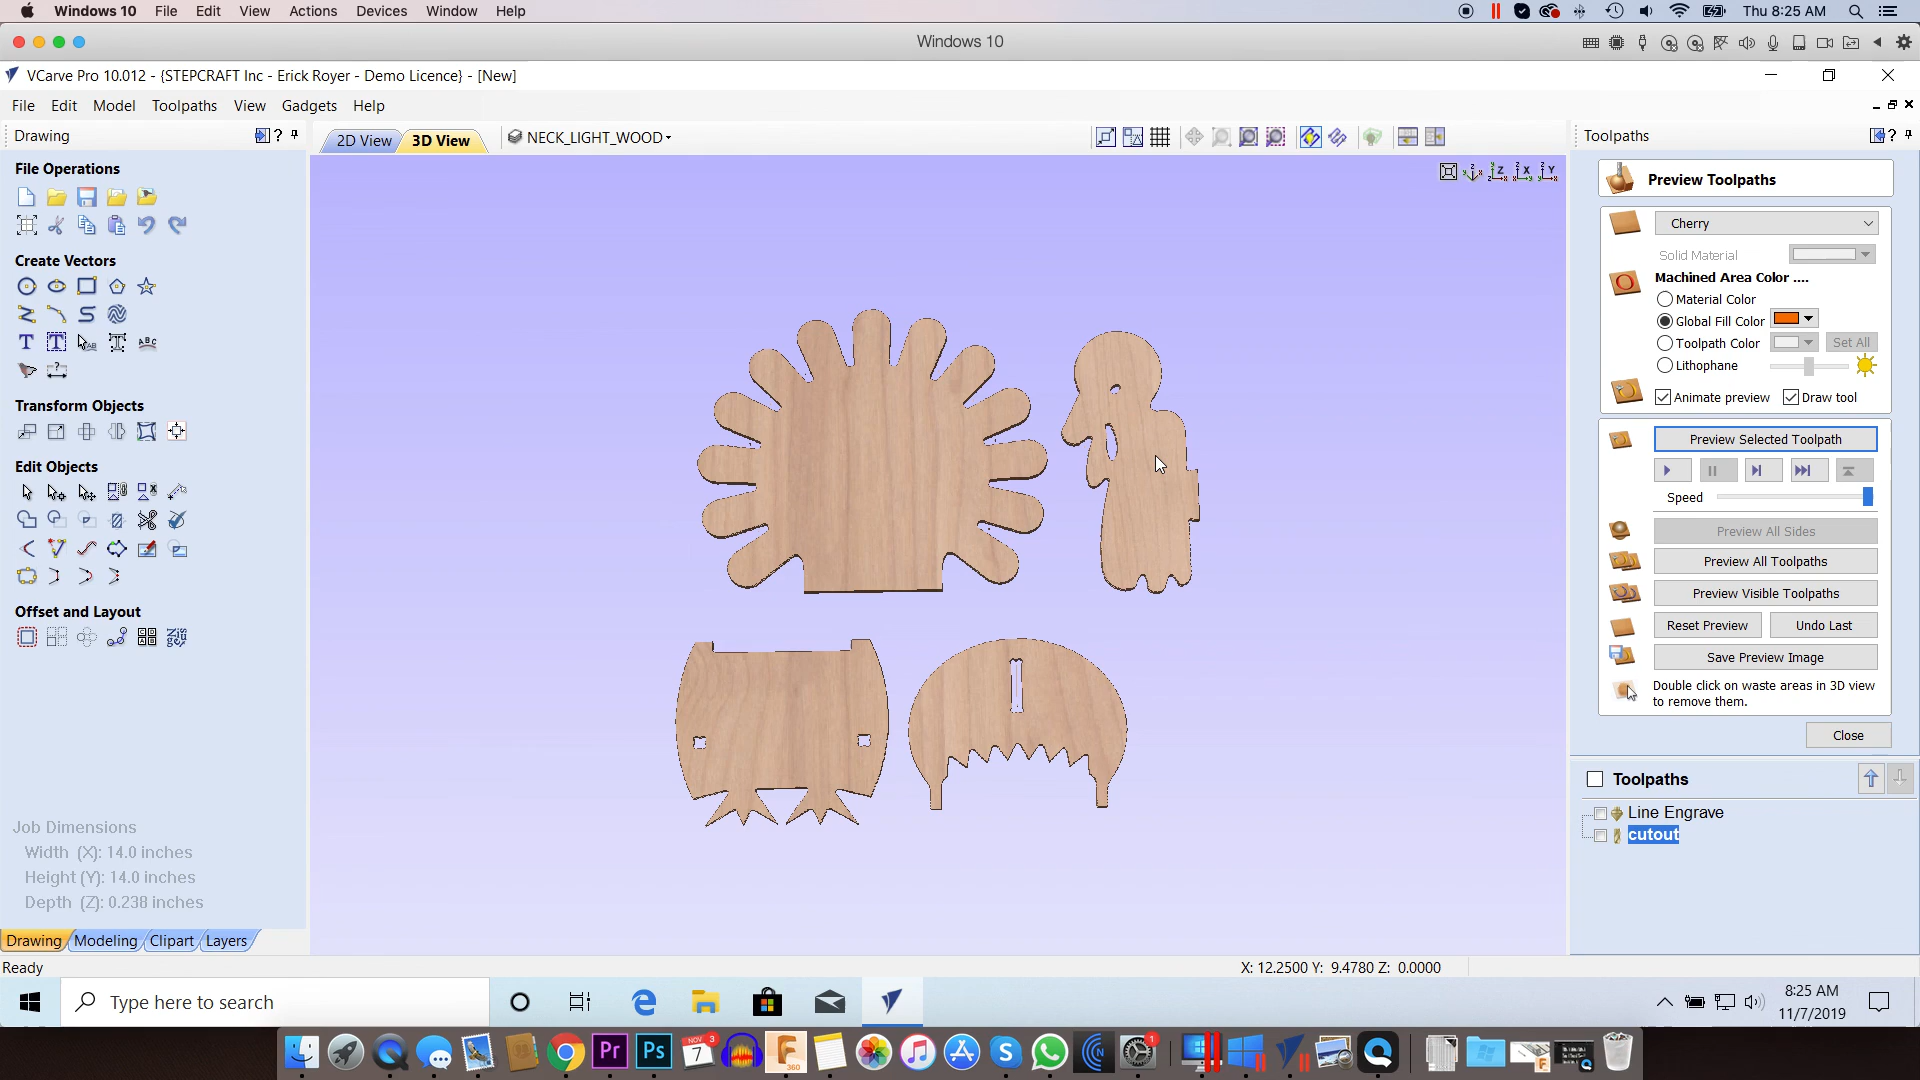 Windows 10 File Edit View Actions Devices Window Help Thu 8:25 AM
Windows 10
VCarve Pro 10.012 - {STEPCRAFT Inc - Erick Royer - Demo Licence} - [New]
File Edit Model Toolpaths View Gadgets Help
Drawing
2D View 3D View NECK_LIGHT_WOOD
Toolpaths
File Operations
Create Vectors
Transform Objects
Edit Objects
Offset and Layout
Job Dimensions
Width (X): 14.0 inches
Height (Y): 14.0 inches
Depth (Z): 0.238 inches
Drawing Modeling Clipart Layers
Preview Toolpaths
Cherry
Solid Material
Machined Area Color ....
Material Color
Global Fill Color
Toolpath Color Set All
Lithophane
Animate preview Draw tool
Preview Selected Toolpath
Speed
Preview All Sides
Preview All Toolpaths
Preview Visible Toolpaths
Reset Preview Undo Last
Save Preview Image
Double click on waste areas in 3D view
to remove them.
Close
Toolpaths
Line Engrave
cutout
Ready X: 12.2500 Y: 9.4780 Z: 0.0000
Type here to search
8:25 AM
11/7/2019
Pr Ps NOV 7 3 360 1